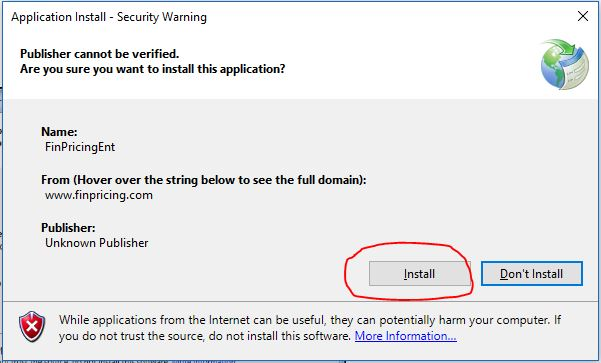 Application Install - Security Warning
Publisher cannot be verified.
Are you sure you want to install this application?
Name:
FinPricingEnt
From (Hover over the string below to see the full domain):
www.finpricing.com
Publisher:
Unknown Publisher
Install
Don't Install
While applications from the Internet can be useful, they can potentially harm your computer. If
you do not trust the source, do not install this software. More Information...